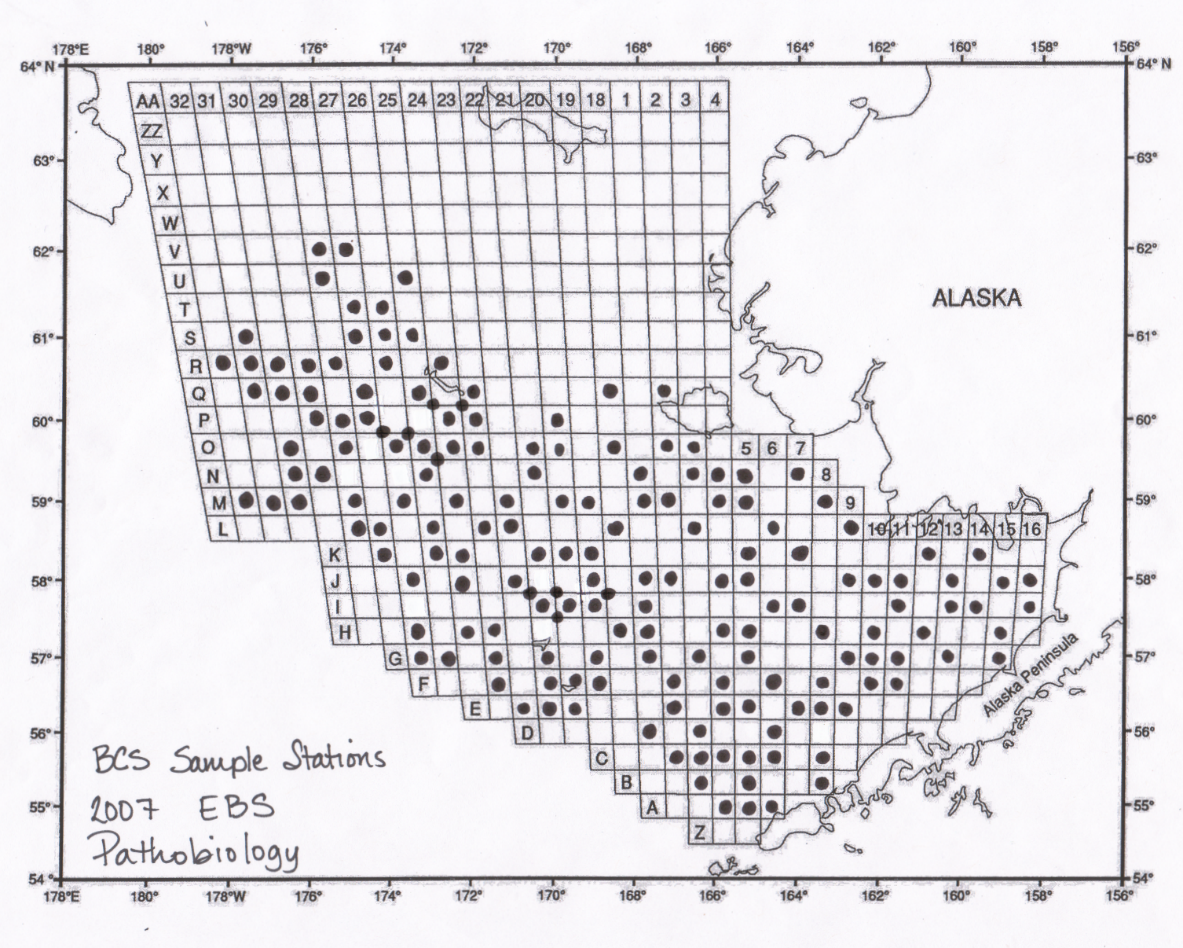 178°E 180° 178°W 176° 174° 172° 170° 168° 166° 164° 162° 160° 158° 156°
64° N 64° N
AA 32 31 30 29 28 27 26 25 24 23 22 21 20 19 18 1 2 3 4
ZZ
63° Y 63°
X
W
62° V 62°
U
ALASKA
T
61° S 61°
R
Q
60° P 60°
O 5 6 7
N 8
59° M 9 59°
L 10 11 12 13 14 15 16
K
58° J 58°
I
H
57° G 57°
Alaska Peninsula
F
E
56° D 56°
BCS Sample Stations
C
B
2007 EBS
55° A 55°
Z
Pathobiology
54° 54°
178°E 180° 178°W 176° 174° 172° 170° 168° 166° 164° 162° 160° 158° 156°